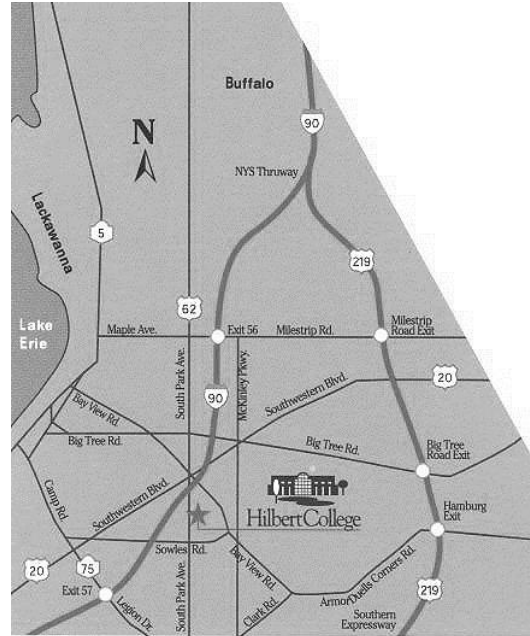 Buffalo
90
N
NYS Thruway
Lackawanna
5
219
62
Lake
Erie
Maple Ave.
Exit 56
Milestrip Rd.
Milestrip
Road Exit
South Park Ave.
McKinley Pkwy.
90
Southwestern Blvd.
20
Bay View Rd.
Big Tree Rd.
Big Tree Rd.
Big Tree
Road Exit
Camp Rd
Southwestern Blvd.
Hilbert College
Hamburg
Exit
Sowles Rd.
Bay View Rd.
Armor Duells Corners Rd.
20
75
Exit 57
Legion Dr.
South Park Ave.
Clark Rd.
219
Southern
Expressway